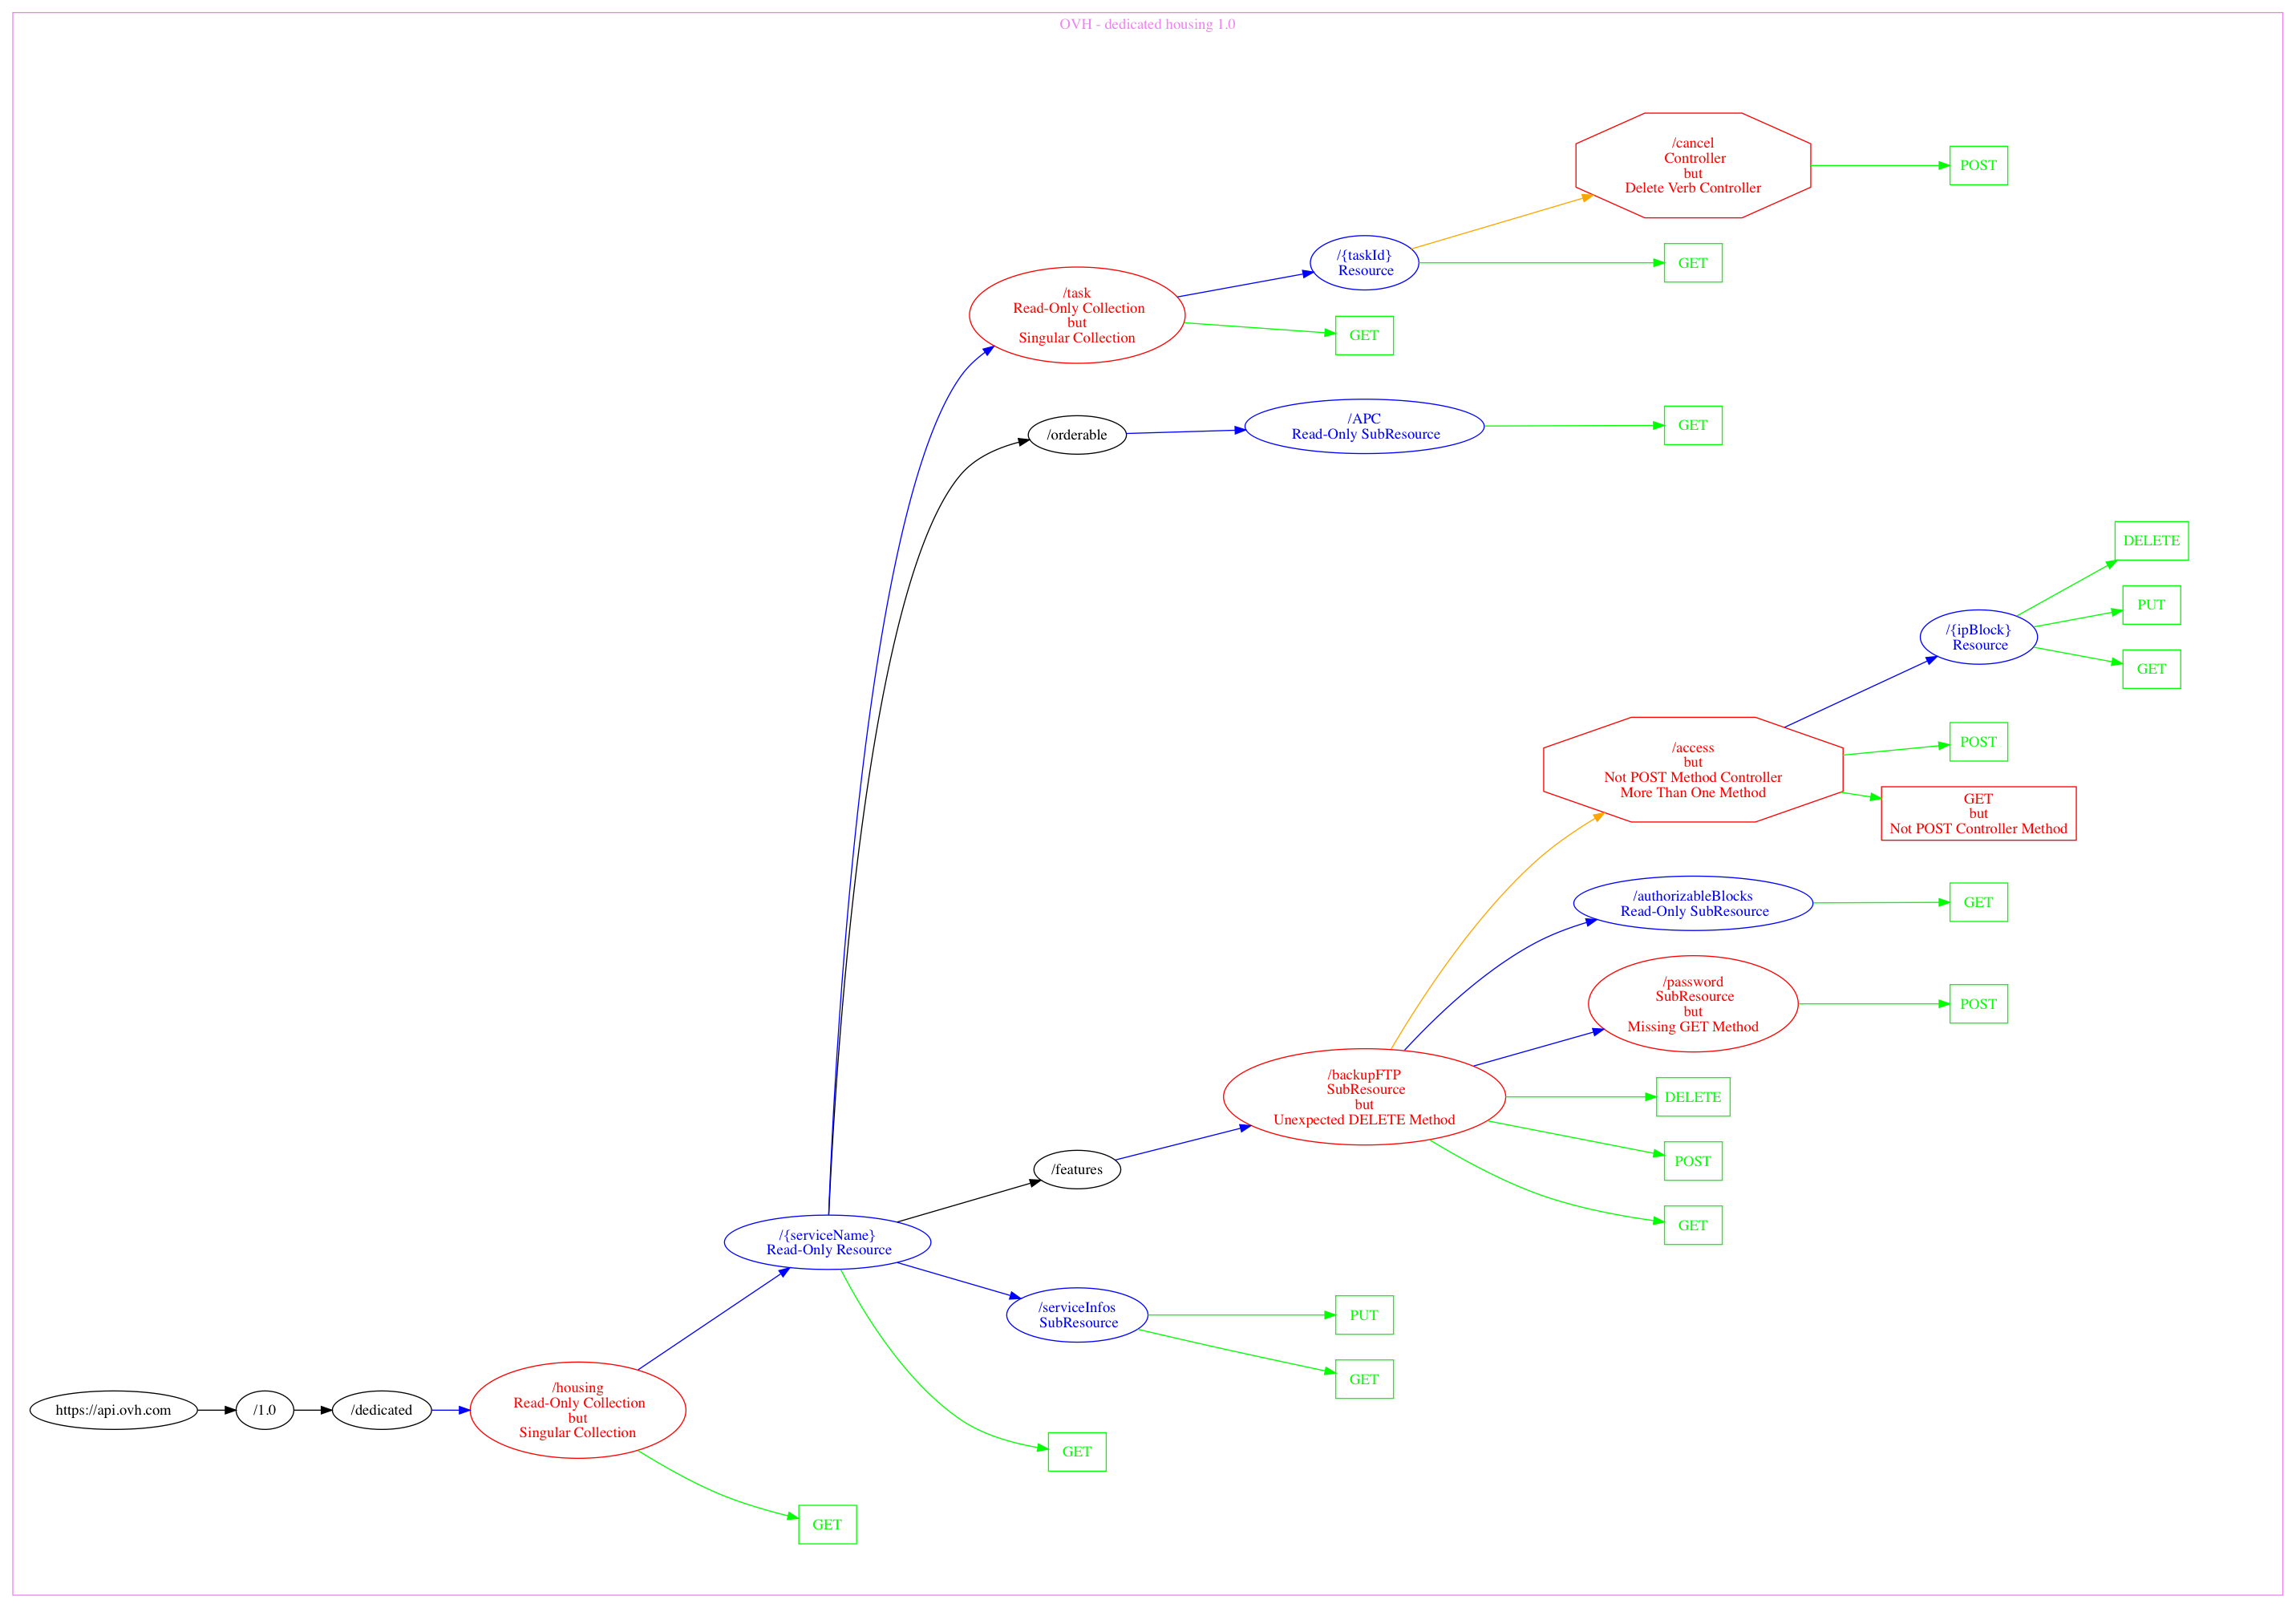 OVH - dedicated housing 1.0
/cancel
Controller
but
Delete Verb Controller
POST
/{taskId}
Resource
GET
/task
Read-Only Collection
but
Singular Collection
GET
/orderable
/APC
Read-Only SubResource
GET
DELETE
PUT
/{ipBlock}
Resource
GET
/access
but
Not POST Method Controller
More Than One Method
POST
GET
but
Not POST Controller Method
/authorizableBlocks
Read-Only SubResource
GET
/password
SubResource
but
Missing GET Method
POST
/backupFTP
SubResource
but
Unexpected DELETE Method
DELETE
POST
GET
/features
/{serviceName}
Read-Only Resource
/serviceInfos
SubResource
PUT
GET
https://api.ovh.com
/1.0
/dedicated
/housing
Read-Only Collection
but
Singular Collection
GET
GET